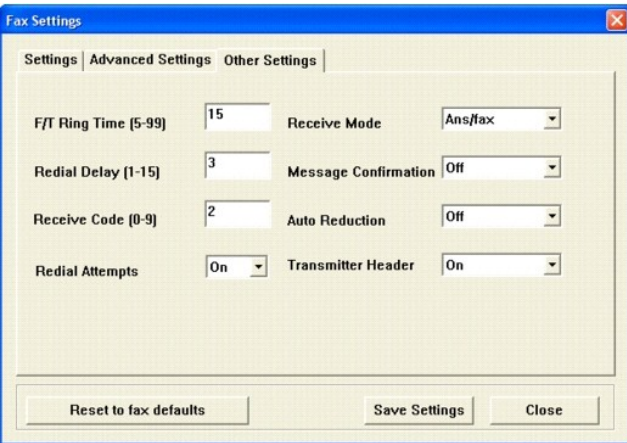 Fax Settings
Settings Advanced Settings Other Settings
F/T Ring Time (5-99) 15 Receive Mode Ans/fax
Redial Delay (1-15) 3 Message Confirmation Off
Receive Code (0-9) 2 Auto Reduction Off
Redial Attempts On Transmitter Header On
Reset to fax defaults Save Settings Close